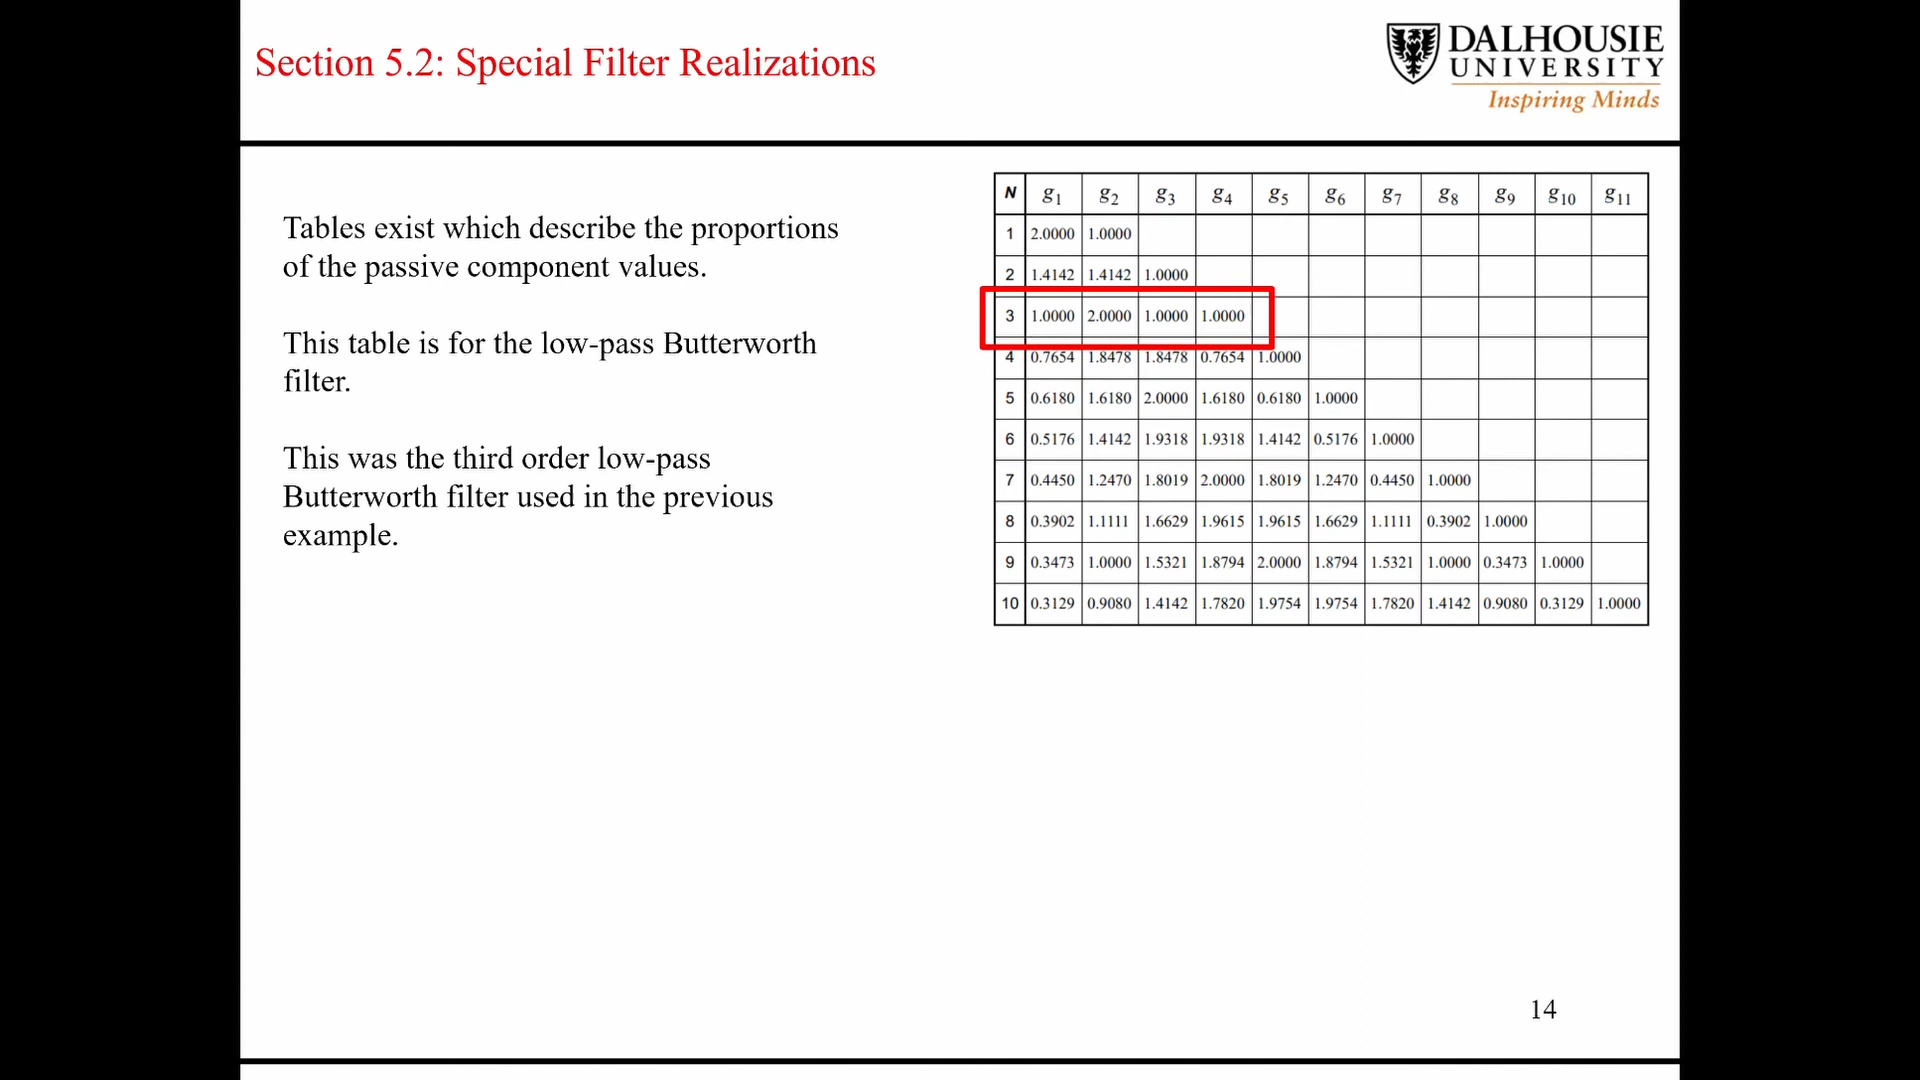 Section 5.2: Special Filter Realizations
DALHOUSIE
UNIVERSITY
Inspiring Minds
Tables exist which describe the proportions
of the passive component values.
This table is for the low-pass Butterworth
filter.
This was the third order low-pass
Butterworth filter used in the previous
example.
N g1 g2 g3 g4 g5 g6 g7 g8 g9 g10 g11
1 2.0000 1.0000
2 1.4142 1.4142 1.0000
3 1.0000 2.0000 1.0000 1.0000
4 0.7654 1.8478 1.8478 0.7654 1.0000
5 0.6180 1.6180 2.0000 1.6180 0.6180 1.0000
6 0.5176 1.4142 1.9318 1.9318 1.4142 0.5176 1.0000
7 0.4450 1.2470 1.8019 2.0000 1.8019 1.2470 0.4450 1.0000
8 0.3902 1.1111 1.6629 1.9615 1.9615 1.6629 1.1111 0.3902 1.0000
9 0.3473 1.0000 1.5321 1.8794 2.0000 1.8794 1.5321 1.0000 0.3473 1.0000
10 0.3129 0.9080 1.4142 1.7820 1.9754 1.9754 1.7820 1.4142 0.9080 0.3129 1.0000
14